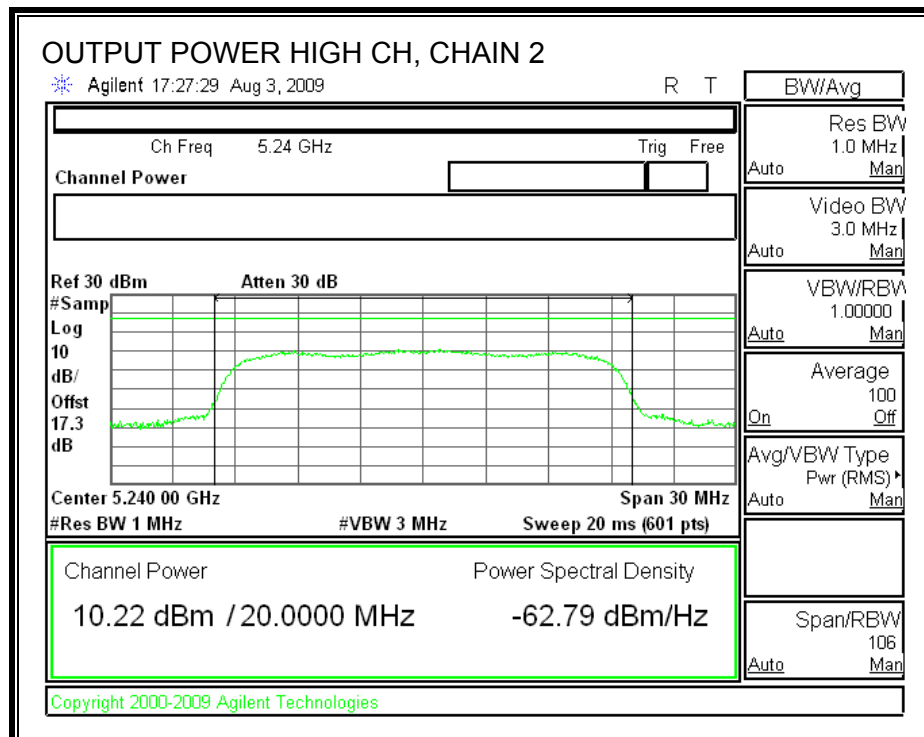 OUTPUT POWER HIGH CH, CHAIN 2
Agilent 17:27:29 Aug 3, 2009 R T
Ch Freq 5.24 GHz Trig Free
Channel Power
Ref 30 dBm Atten 30 dB
#Samp
Log
10
dB/
Offst
17.3
dB
Center 5.240 00 GHz Span 30 MHz
#Res BW 1 MHz #VBW 3 MHz Sweep 20 ms (601 pts)
Channel Power Power Spectral Density
10.22 dBm / 20.0000 MHz -62.79 dBm/Hz
Copyright 2000-2009 Agilent Technologies
BW/Avg
Res BW
1.0 MHz
Auto Man
Video BW
3.0 MHz
Auto Man
VBW/RBW
1.00000
Auto Man
Average
100
On Off
Avg/VBW Type
Pwr (RMS)
Auto Man
Span/RBW
106
Auto Man